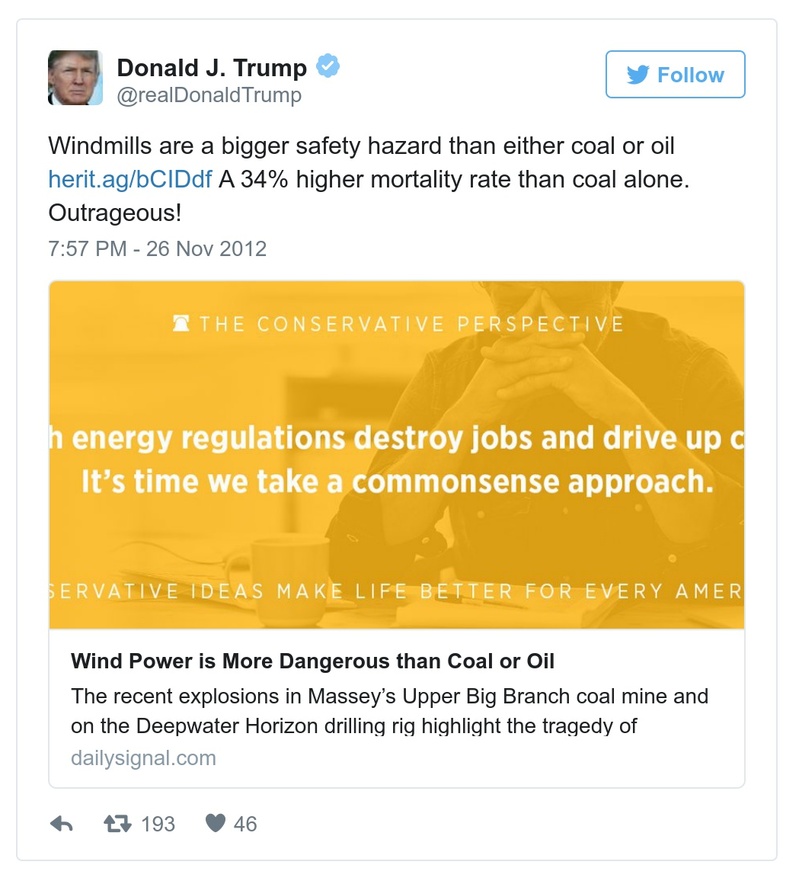 Donald J. Trump
@realDonaldTrump
Follow
Windmills are a bigger safety hazard than either coal or oil
herit.ag/bCIDdf A 34% higher mortality rate than coal alone.
Outrageous!
7:57 PM - 26 Nov 2012
THE CONSERVATIVE PERSPECTIVE
h energy regulations destroy jobs and drive up c
It’s time we take a commonsense approach.
SERVATIVE IDEAS MAKE LIFE BETTER FOR EVERY AMER
Wind Power is More Dangerous than Coal or Oil
The recent explosions in Massey’s Upper Big Branch coal mine and
on the Deepwater Horizon drilling rig highlight the tragedy of
dailysignal.com
193 46